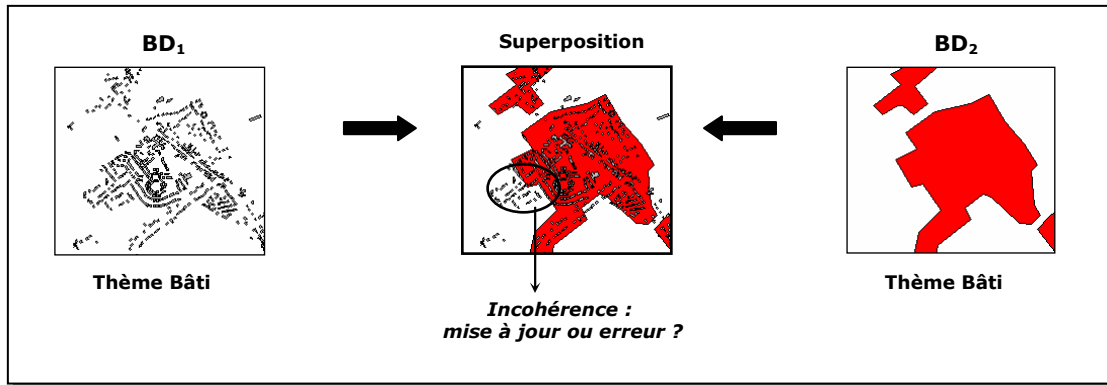 BD₁
Superposition
BD₂
Thème Bâti
Incohérence :
mise à jour ou erreur ?
Thème Bâti